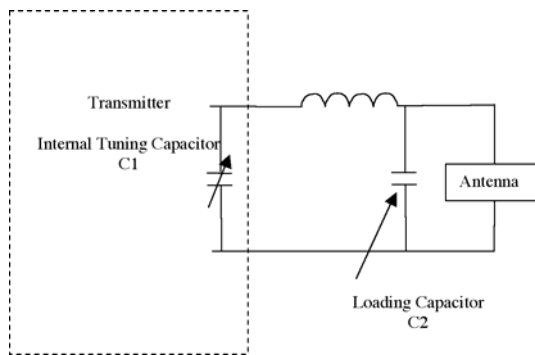 Transmitter
Internal Tuning Capacitor
C1
Antenna
Loading Capacitor
C2